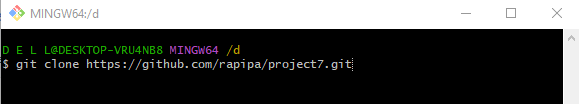 MINGW64:/d
D E L L@DESKTOP-VRU4NB8 MINGW64 /d
$ git clone https://github.com/rapipa/project7.git